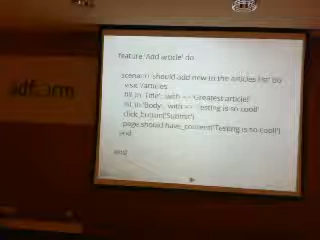 adform
feature 'Add article' do
scenario 'should add new to the articles list' do
visit '/articles'
fill_in 'Title', with => 'Greatest article!'
fill_in 'Body', with => 'Testing is so cool!'
click_button('Submit')
page.should have_content('Testing is so cool!')
end
end